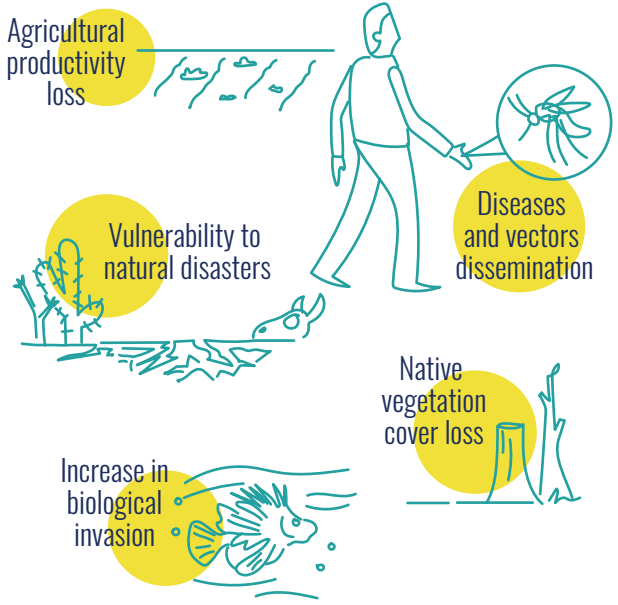 Agricultural
productivity
loss
Diseases
and vectors
dissemination
Vulnerability to
natural disasters
Native
vegetation
cover loss
Increase in
biological
invasion